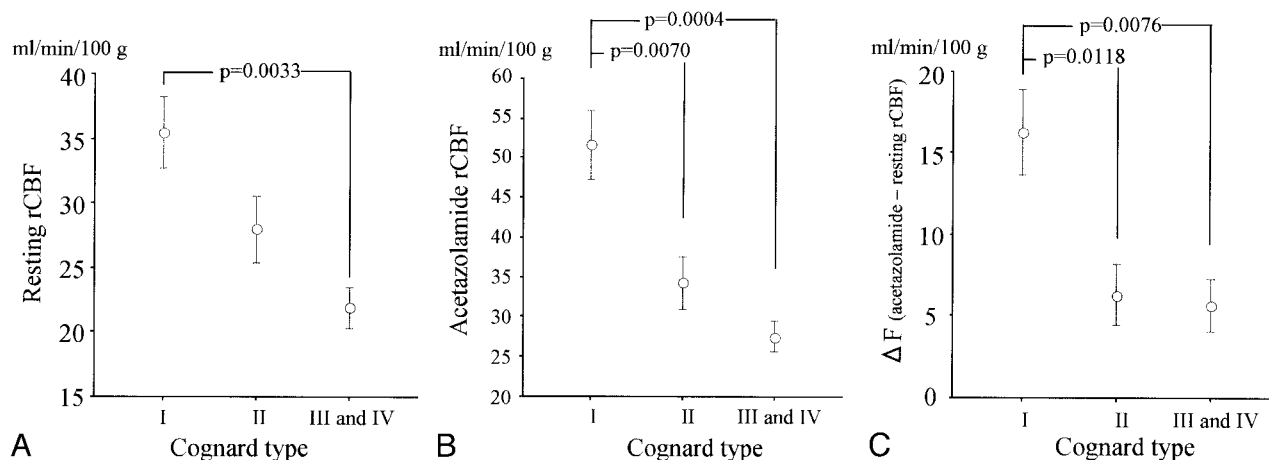 ml/min/100 g
p=0.0033
40
35
30
25
20
15
Resting rCBF
I
II
III and IV
Cognard type
A
ml/min/100 g
p=0.0004
p=0.0070
60
55
50
45
40
35
30
25
20
Acetazolamide rCBF
I
II
III and IV
Cognard type
B
ml/min/100 g
p=0.0076
p=0.0118
20
15
10
5
0
Δ F (acetazolamide – resting rCBF)
I
II
III and IV
Cognard type
C